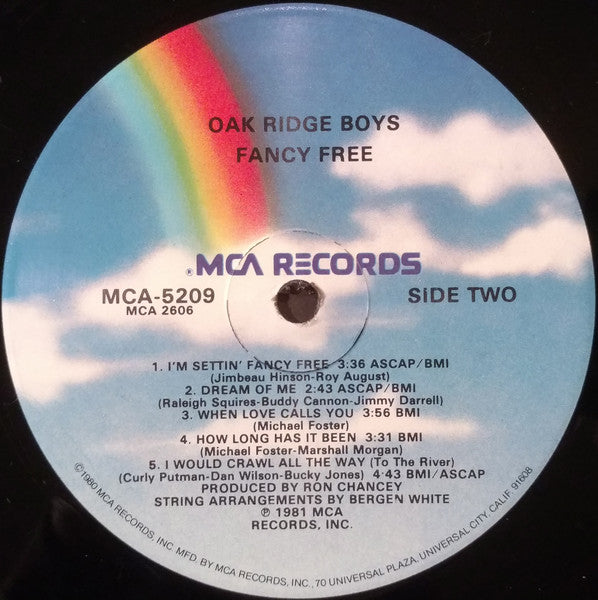 OAK RIDGE BOYS
FANCY FREE
® MCA RECORDS
MCA-5209
MCA 2606
SiDE TWO
1. I'M SETTIN' FANCY FREE 3:36 ASCAP/BMI
(Jimbeau Hinson-Roy August)
2. DREAM OF ME 2:43 ASCAP/BMI
(Raleigh Squires-Buddy Cannon-Jimmy Darrell)
3. WHEN LOVE CALLS YOU 3:56 BMI
(Michael Foster)
4. HOW LONG HAS IT BEEN 3:31 BMI
(Michael Foster-Marshall Morgan)
5. I WOULD CRAWL ALL THE WAY (To The River)
(Curly Putman-Dan Wilson-Bucky Jones) 4:43 BMI/ASCAP
PRODUCED BY RON CHANCEY
STRING ARRANGEMENTS BY BERGEN WHITE
℗ 1981 MCA
RECORDS, INC.
©1980 MCA RECORDS, INC. MFD. BY MCA RECORDS, INC., 70 UNIVERSAL PLAZA, UNIVERSAL CITY, CALIF. 91608